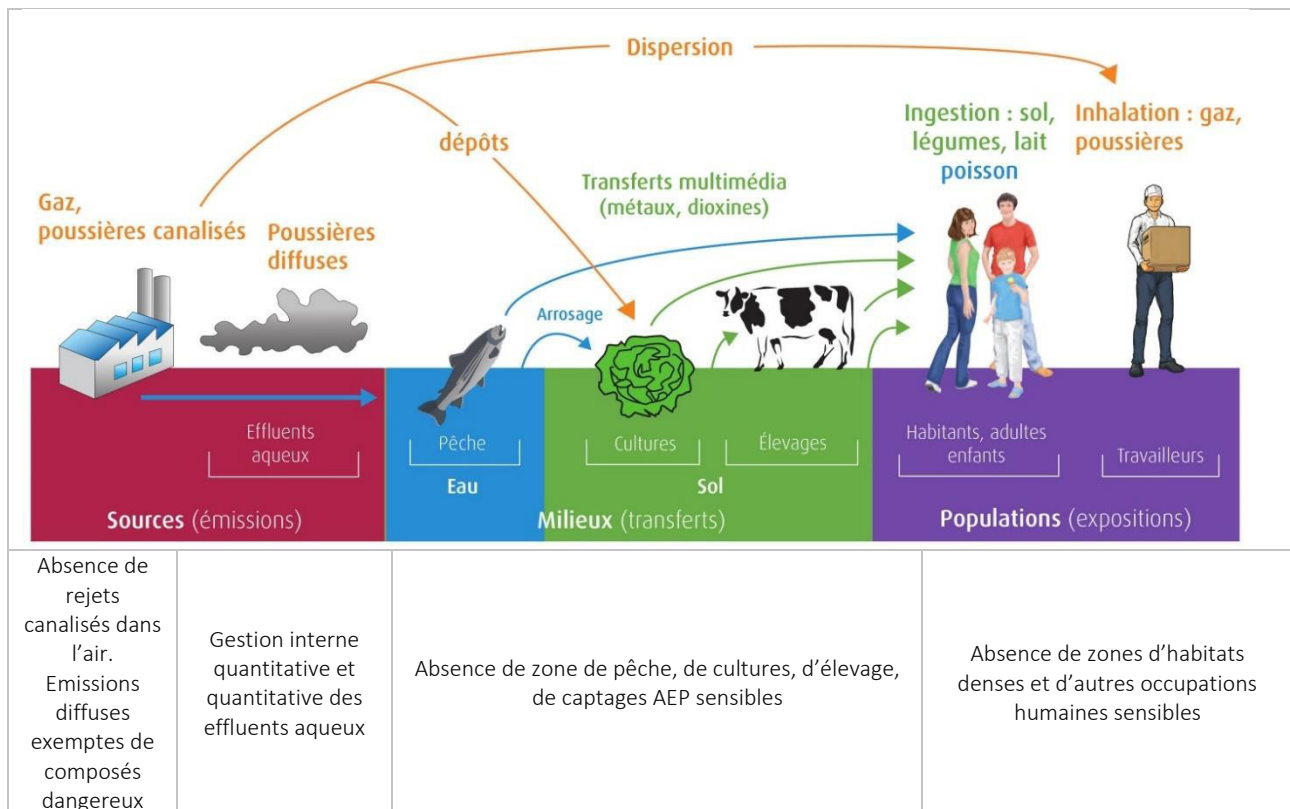 Dispersion
dépôts
Ingestion : sol,
légumes, lait
poisson
Inhalation : gaz,
poussières
Transferts multimédia
(métaux, dioxines)
Gaz,
poussières canalisés
Poussières
diffuses
Arrosage
Effluents
aqueux
Pêche
Cultures
Élevages
Habitants, adultes
enfants
Travailleurs
Eau
Sol
Sources (émissions)
Milieux (transferts)
Populations (expositions)
Absence de
rejets
canalisés dans
l’air.
Emissions
diffuses
exemptes de
composés
dangereux
Gestion interne
quantitative et
quantitative des
effluents aqueux
Absence de zone de pêche, de cultures, d’élevage,
de captages AEP sensibles
Absence de zones d’habitats
denses et d’autres occupations
humaines sensibles